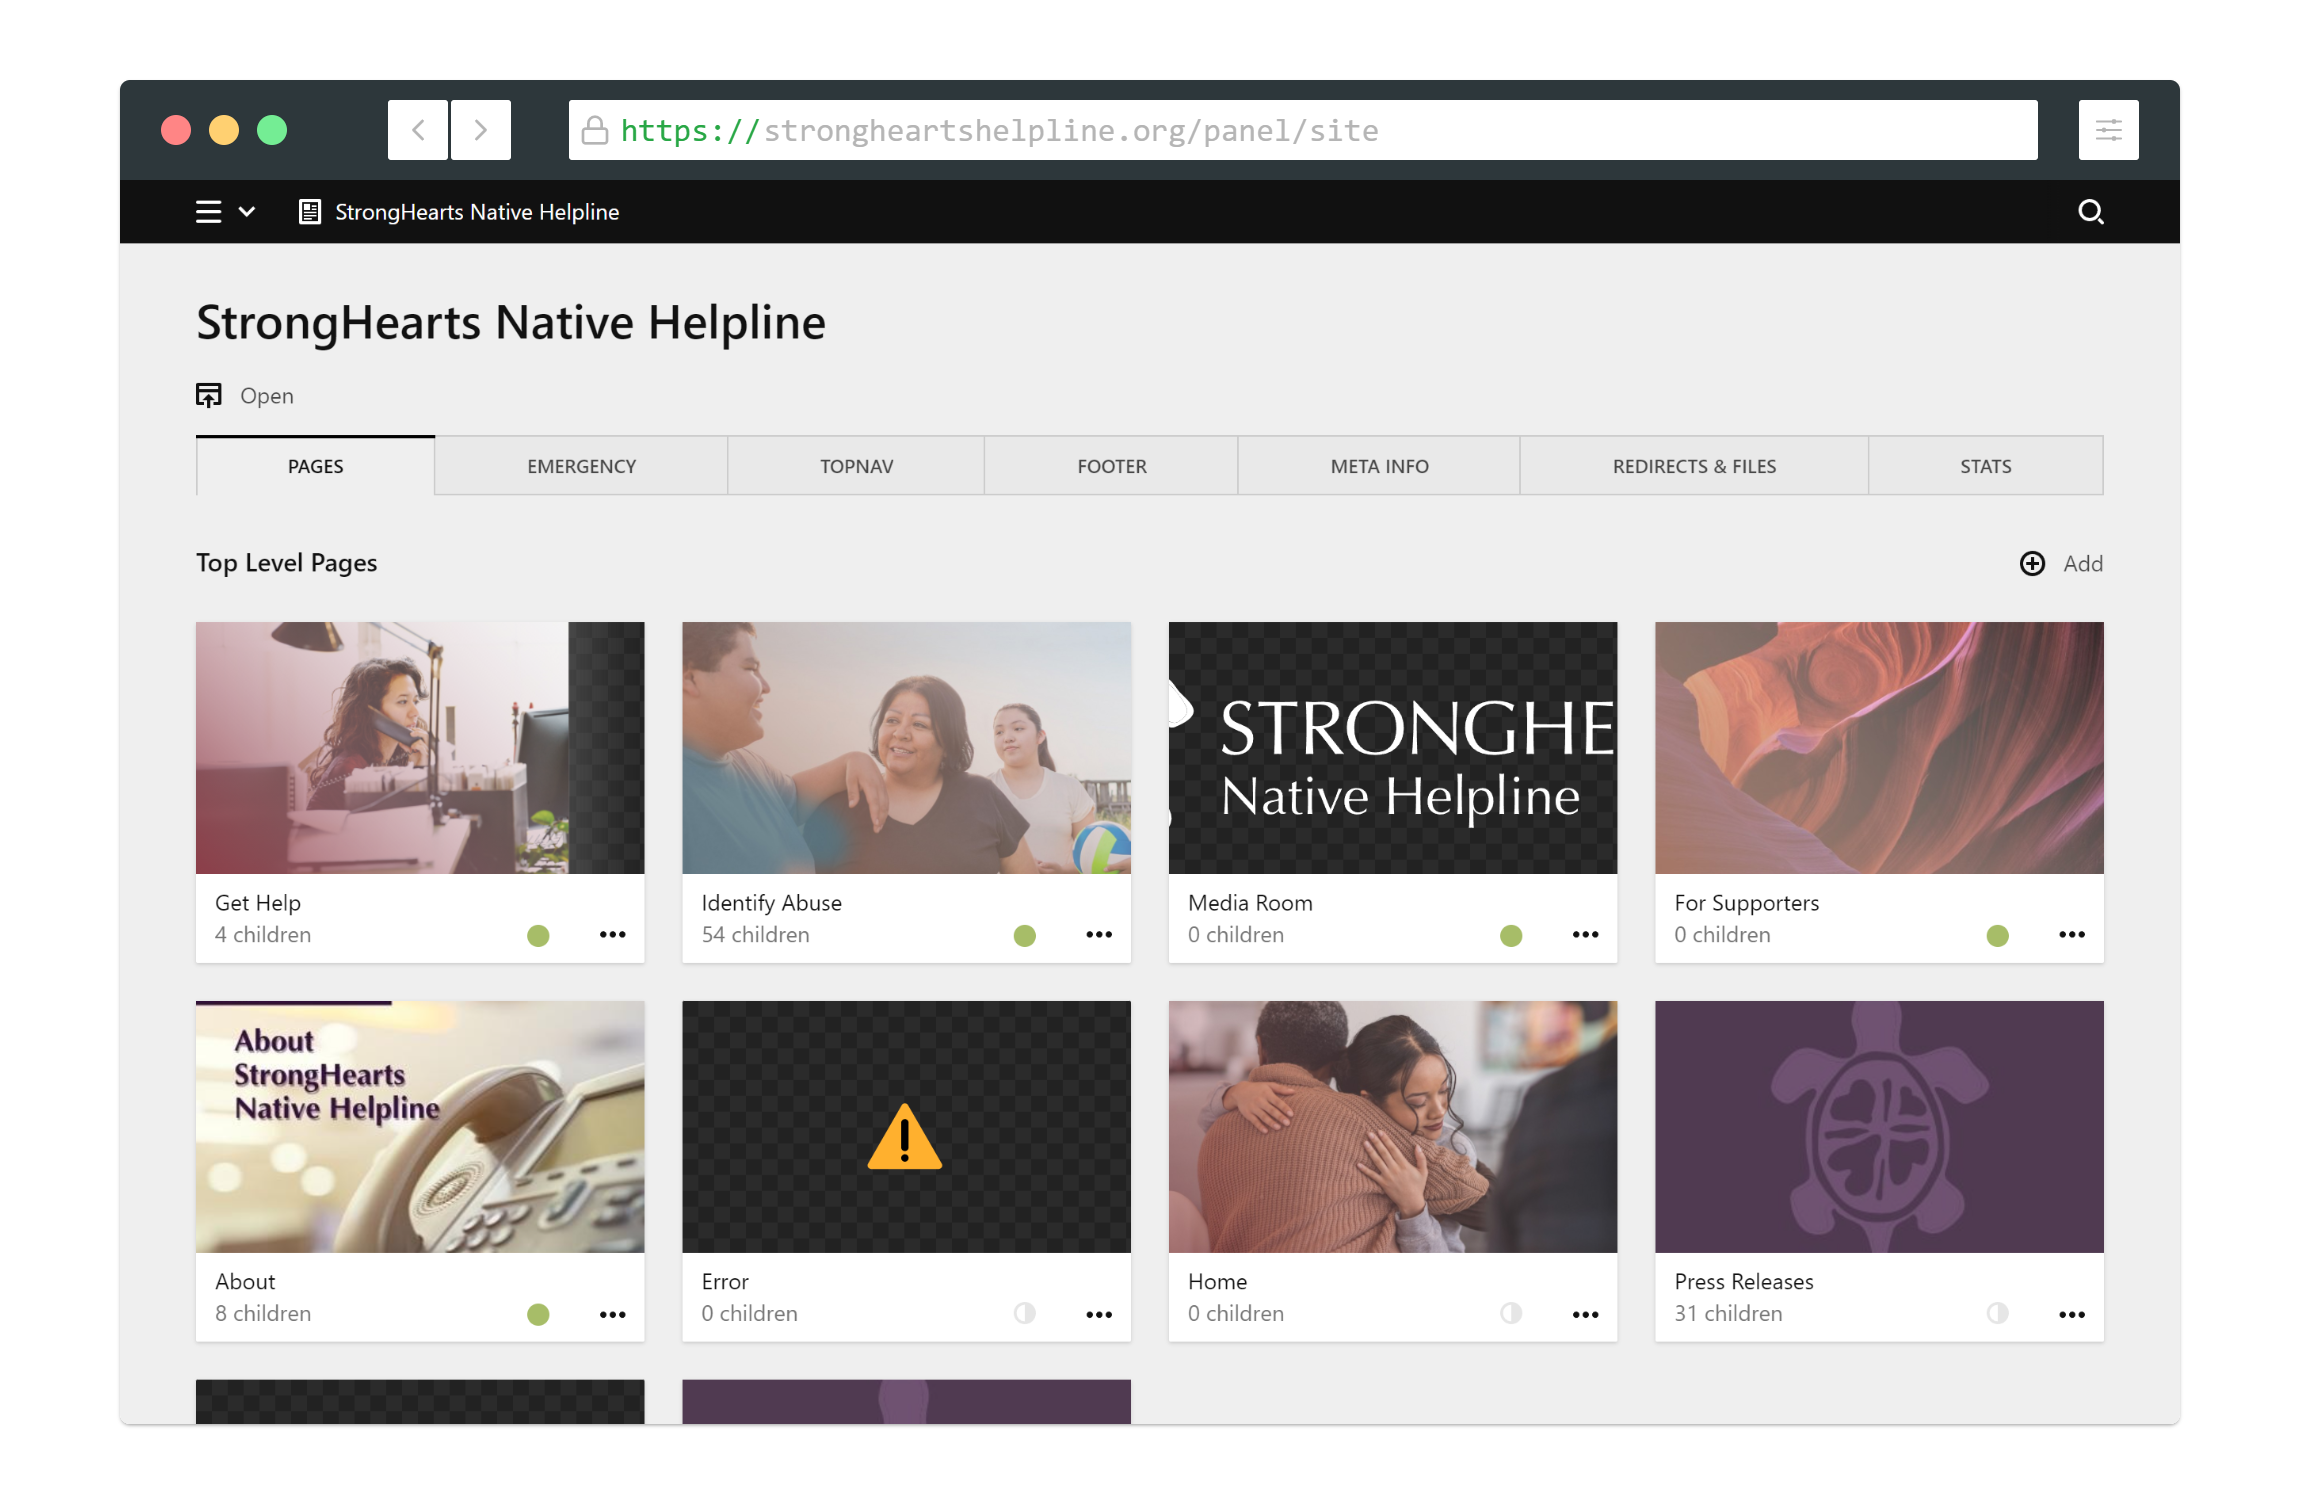 https://strongheartshelpline.org/panel/site
StrongHearts Native Helpline
StrongHearts Native Helpline
Open
PAGES
EMERGENCY
TOPNAV
FOOTER
META INFO
REDIRECTS & FILES
STATS
Top Level Pages
Add
STRONGHE
Native Helpline
Get Help
4 children
Identify Abuse
54 children
Media Room
0 children
For Supporters
0 children
About
StrongHearts
Native Helpline
About
8 children
Error
0 children
Home
0 children
Press Releases
31 children